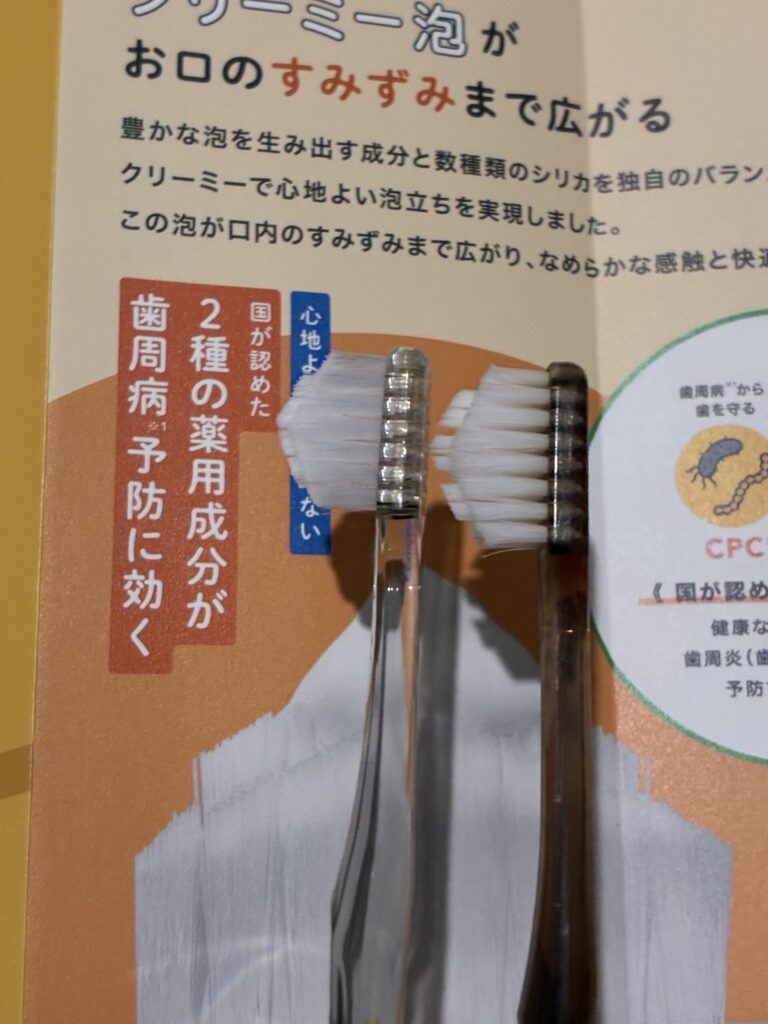 クリーミー泡が
お口のすみずみまで広がる
豊かな泡を生み出す成分と数種類のシリカを独自のバラン
クリーミーで心地よい泡立ちを実現しました。
この泡が口内のすみずみまで広がり、なめらかな感触と快適
心地よ
ない
国が認めた
2種の薬用成分が
歯周病※1予防に効く
歯周病※1から
歯を守る
CPC
《 国が認め
健康な
歯周炎(歯
予防